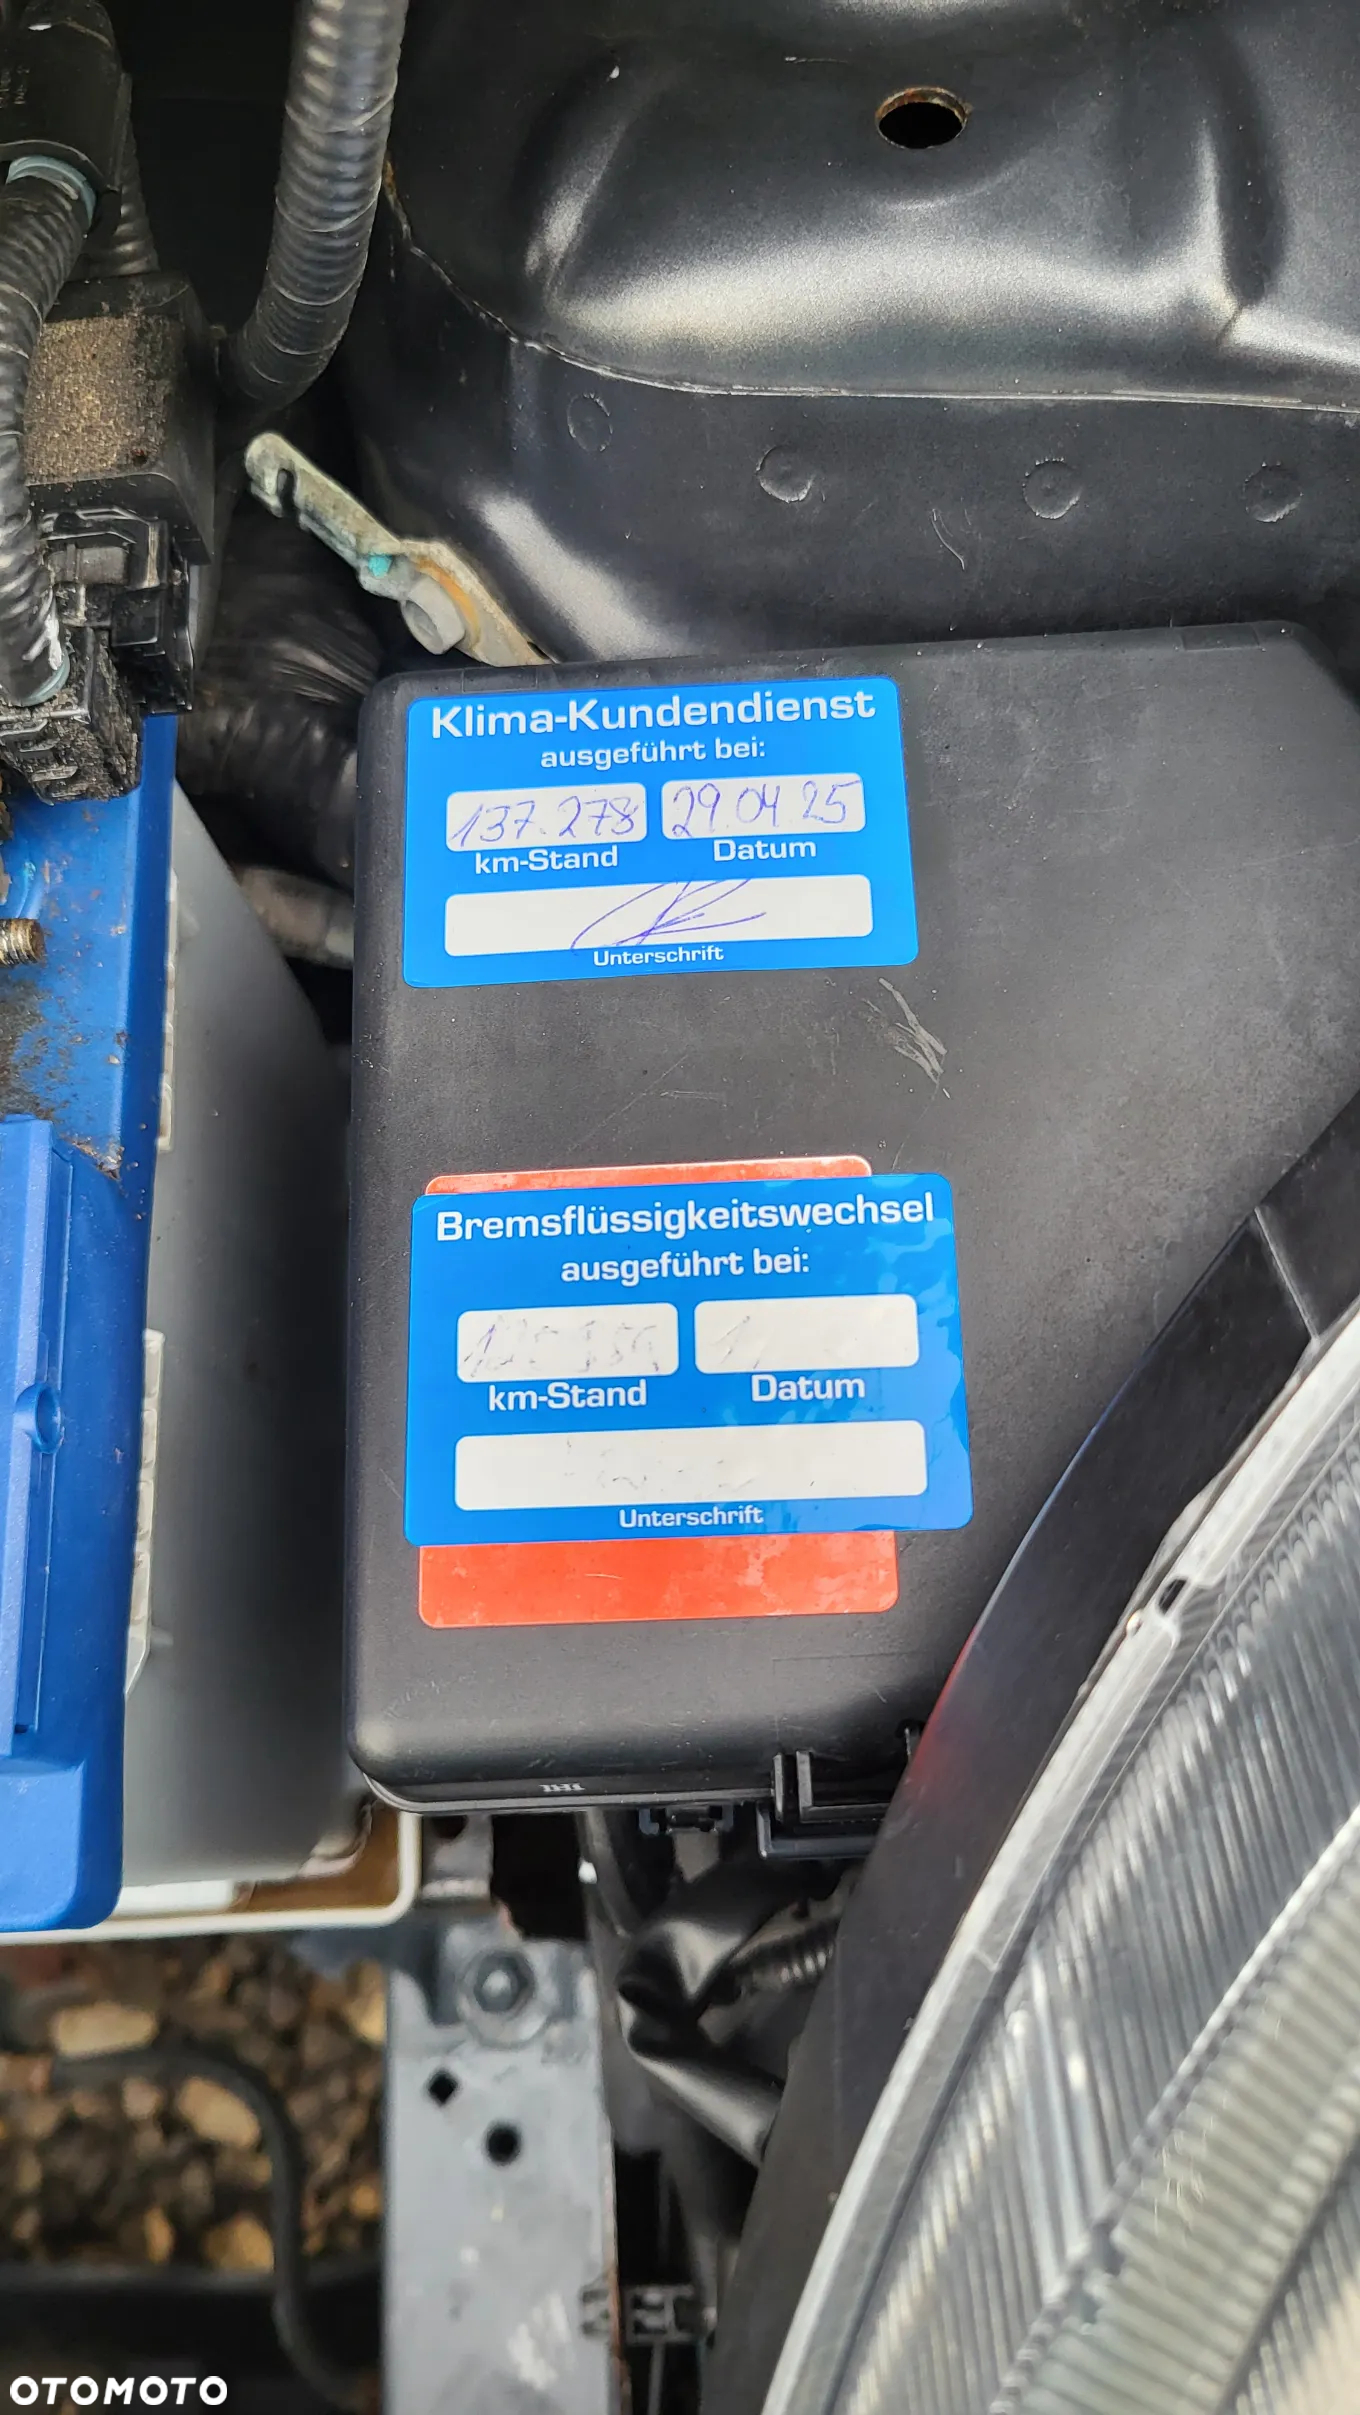 Klima-Kundendienst
ausgeführt bei:
137.278 29.04.25
km-Stand Datum
Unterschrift
Bremsflüssigkeitswechsel
ausgeführt bei:
km-Stand Datum
Unterschrift
OTOMOTO